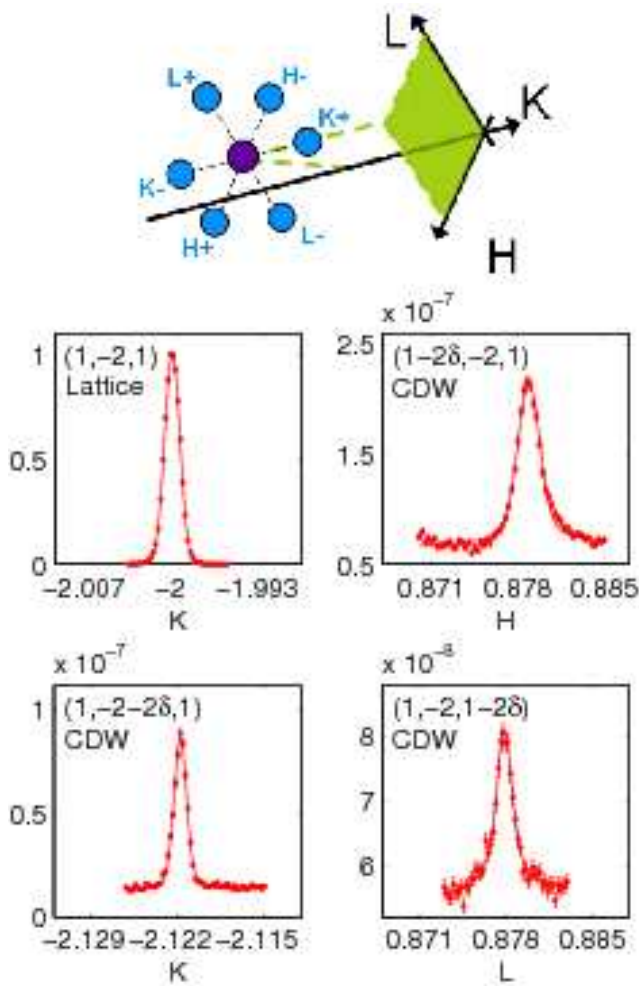 L
L+
H-
K+
K
K-
H+
L-
H
(1,−2,1)
Lattice
1
0.5
0
−2.007
−2
−1.993
K
x 10⁻⁷
(1−2δ,−2,1)
CDW
2.5
1.5
0.5
0.871
0.878
0.885
H
x 10⁻⁷
(1,−2−2δ,1)
CDW
1
0.5
0
−2.129
−2.122
−2.115
K
x 10⁻⁸
(1,−2,1−2δ)
CDW
8
7
6
0.871
0.878
0.885
L